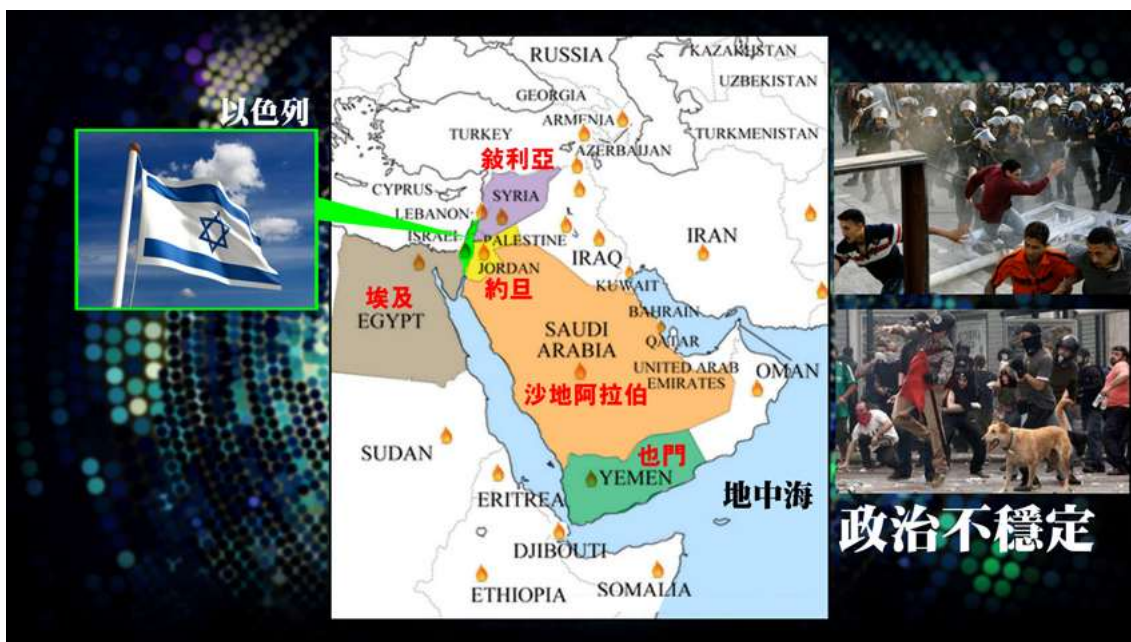 以色列
RUSSIA
KAZAKHSTAN
UZBEKISTAN
GEORGIA
ARMENIA
TURKEY
AZERBAIJAN
TURKMENISTAN
敍利亞
CYPRUS
SYRIA
LEBANON
ISRAEL
PALESTINE
IRAN
IRAQ
JORDAN
KUWAIT
約旦
埃及
EGYPT
BAHRAIN
SAUDI
ARABIA
QATAR
UNITED ARAB
EMIRATES
OMAN
沙地阿拉伯
SUDAN
也門
YEMEN
地中海
ERITREA
政治不穩定
DJIBOUTI
ETHIOPIA
SOMALIA